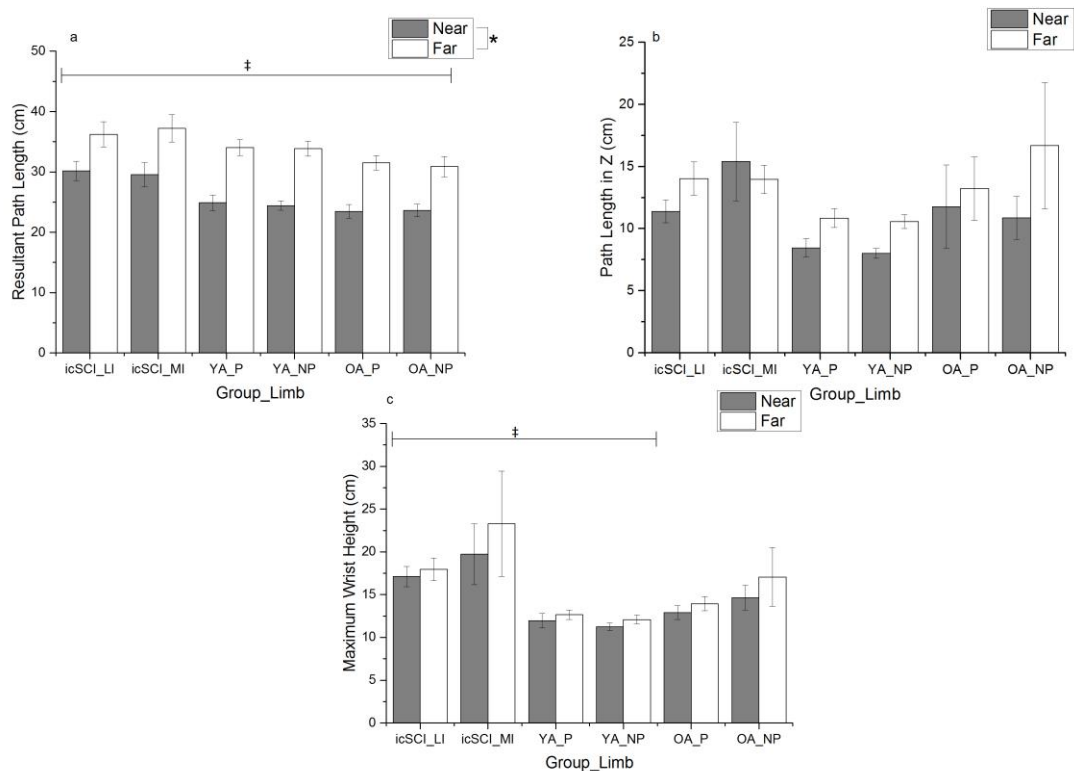 a
Near
Far
*
‡
Resultant Path Length (cm)
50
40
30
20
10
0
icSCI_LI icSCI_MI YA_P YA_NP OA_P OA_NP
Group_Limb
b
Near
Far
Path Length in Z (cm)
25
20
15
10
5
0
icSCI_LI icSCI_MI YA_P YA_NP OA_P OA_NP
Group_Limb
c
Near
Far
‡
Maximum Wrist Height (cm)
35
30
25
20
15
10
5
0
icSCI_LI icSCI_MI YA_P YA_NP OA_P OA_NP
Group_Limb